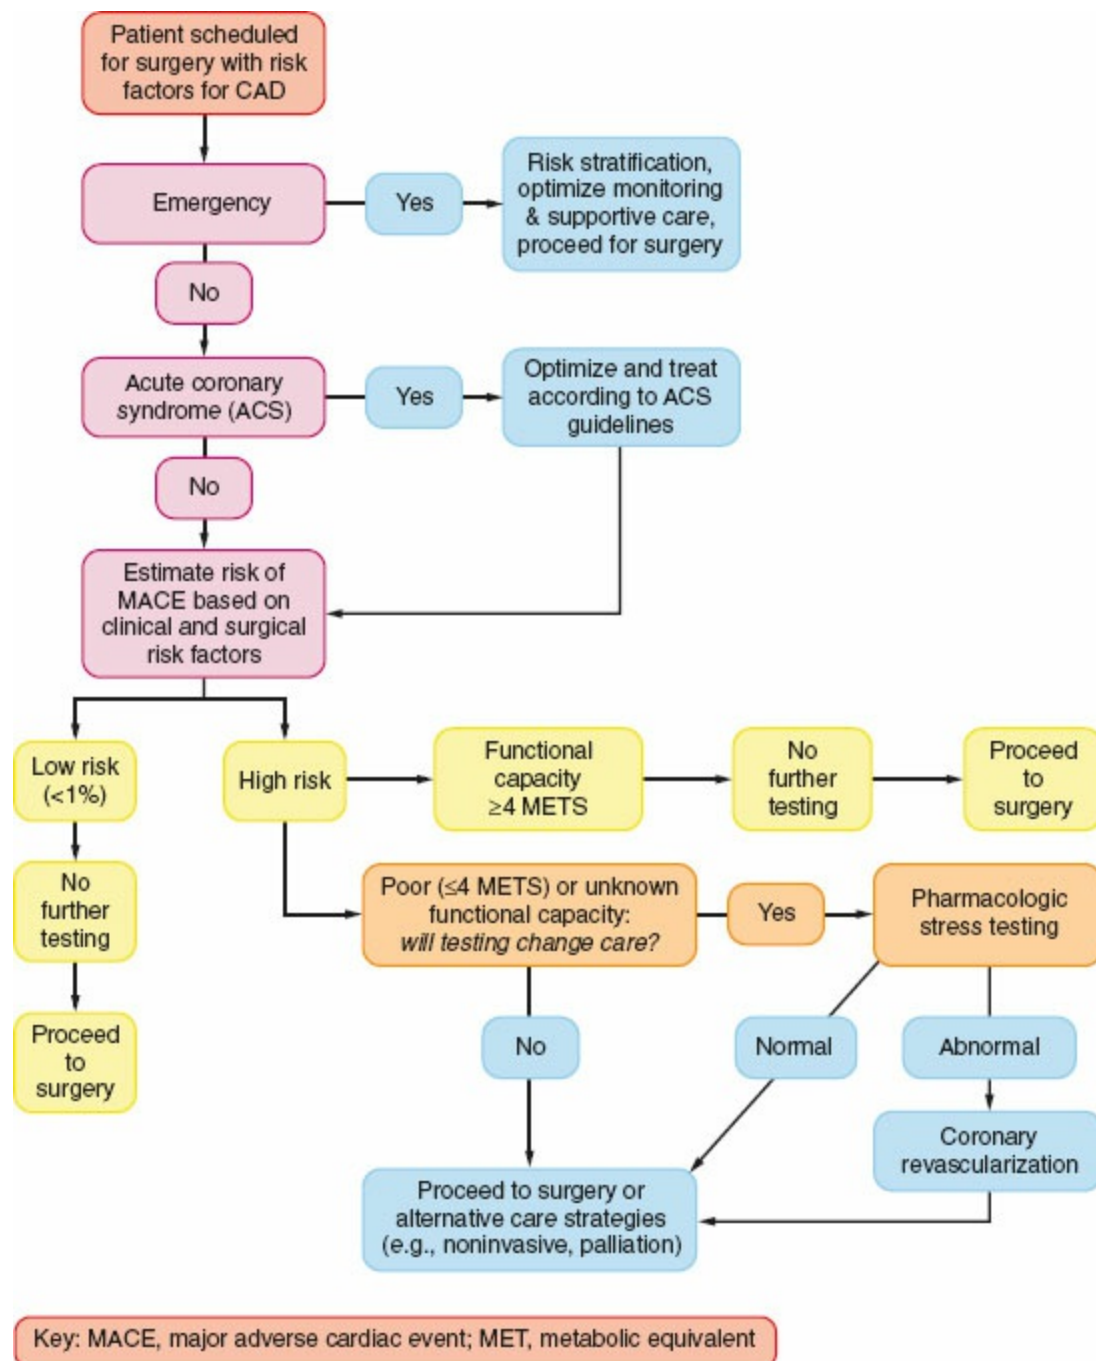 Patient scheduled
for surgery with risk
factors for CAD
Emergency
Yes
Risk stratification,
optimize monitoring
& supportive care,
proceed for surgery
No
Acute coronary
syndrome (ACS)
Yes
Optimize and treat
according to ACS
guidelines
No
Estimate risk of
MACE based on
clinical and surgical
risk factors
Low risk
(<1%)
High risk
Functional
capacity
≥4 METS
No
further
testing
Proceed
to
surgery
No
further
testing
Proceed
to
surgery
Poor (≤4 METS) or unknown
functional capacity:
will testing change care?
Yes
Pharmacologic
stress testing
No
Normal
Abnormal
Coronary
revascularization
Proceed to surgery or
alternative care strategies
(e.g., noninvasive, palliation)
Key: MACE, major adverse cardiac event; MET, metabolic equivalent